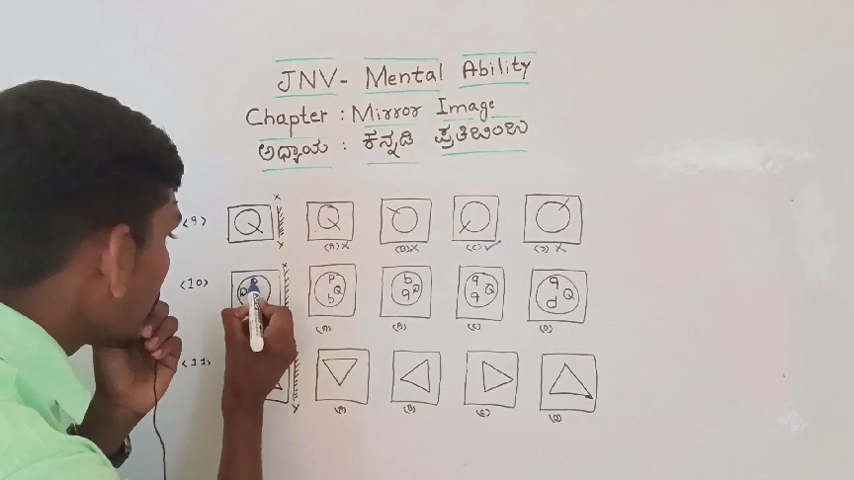 JNV- Mental Ability
Chapter : Mirror Image
ಅಧ್ಯಾಯ : ಕನ್ನಡಿ ಪ್ರತಿಬಿಂಬ
(9) Q x x Q (A)x (B)x (C)✓ (D)x
(10) x P Q b (A) b q (B) q q Q (C) q d Q (D)
(11) x (A) (B) (C) (D)